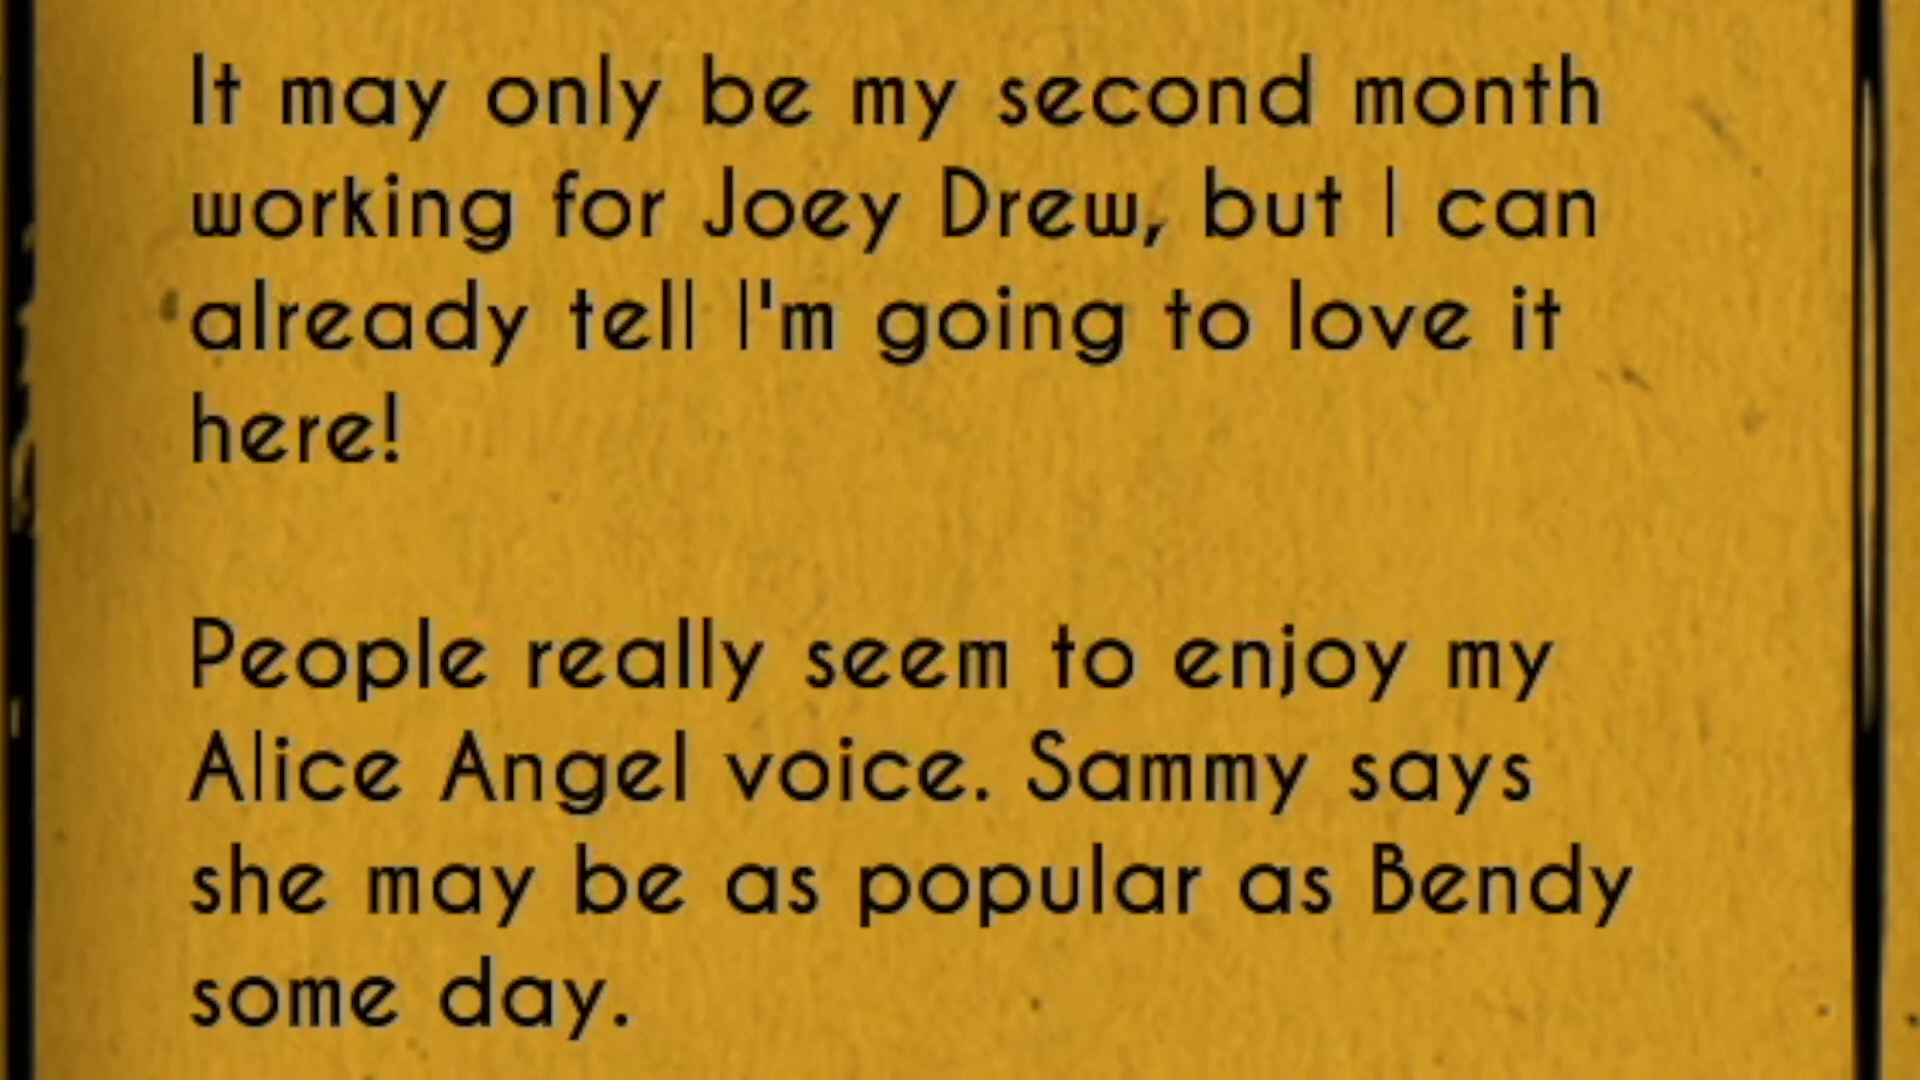 It may only be my second month
working for Joey Drew, but I can
already tell I'm going to love it
here!
People really seem to enjoy my
Alice Angel voice. Sammy says
she may be as popular as Bendy
some day.